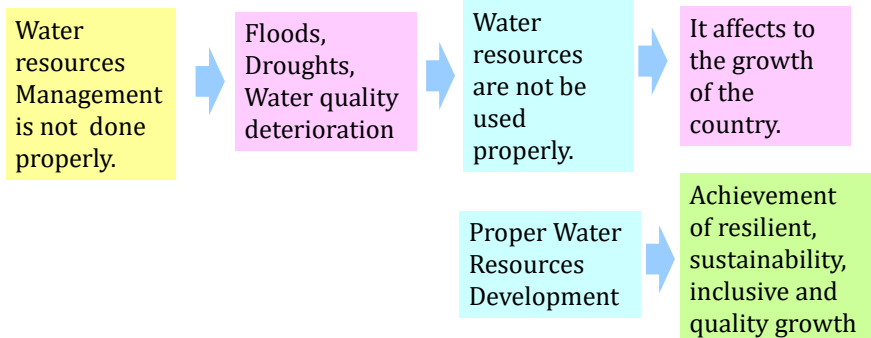 Water
resources
Management
is not done
properly.
Floods,
Droughts,
Water quality
deterioration
Water
resources
are not be
used
properly.
It affects to
the growth
of the
country.
Proper Water
Resources
Development
Achievement
of resilient,
sustainability,
inclusive and
quality growth